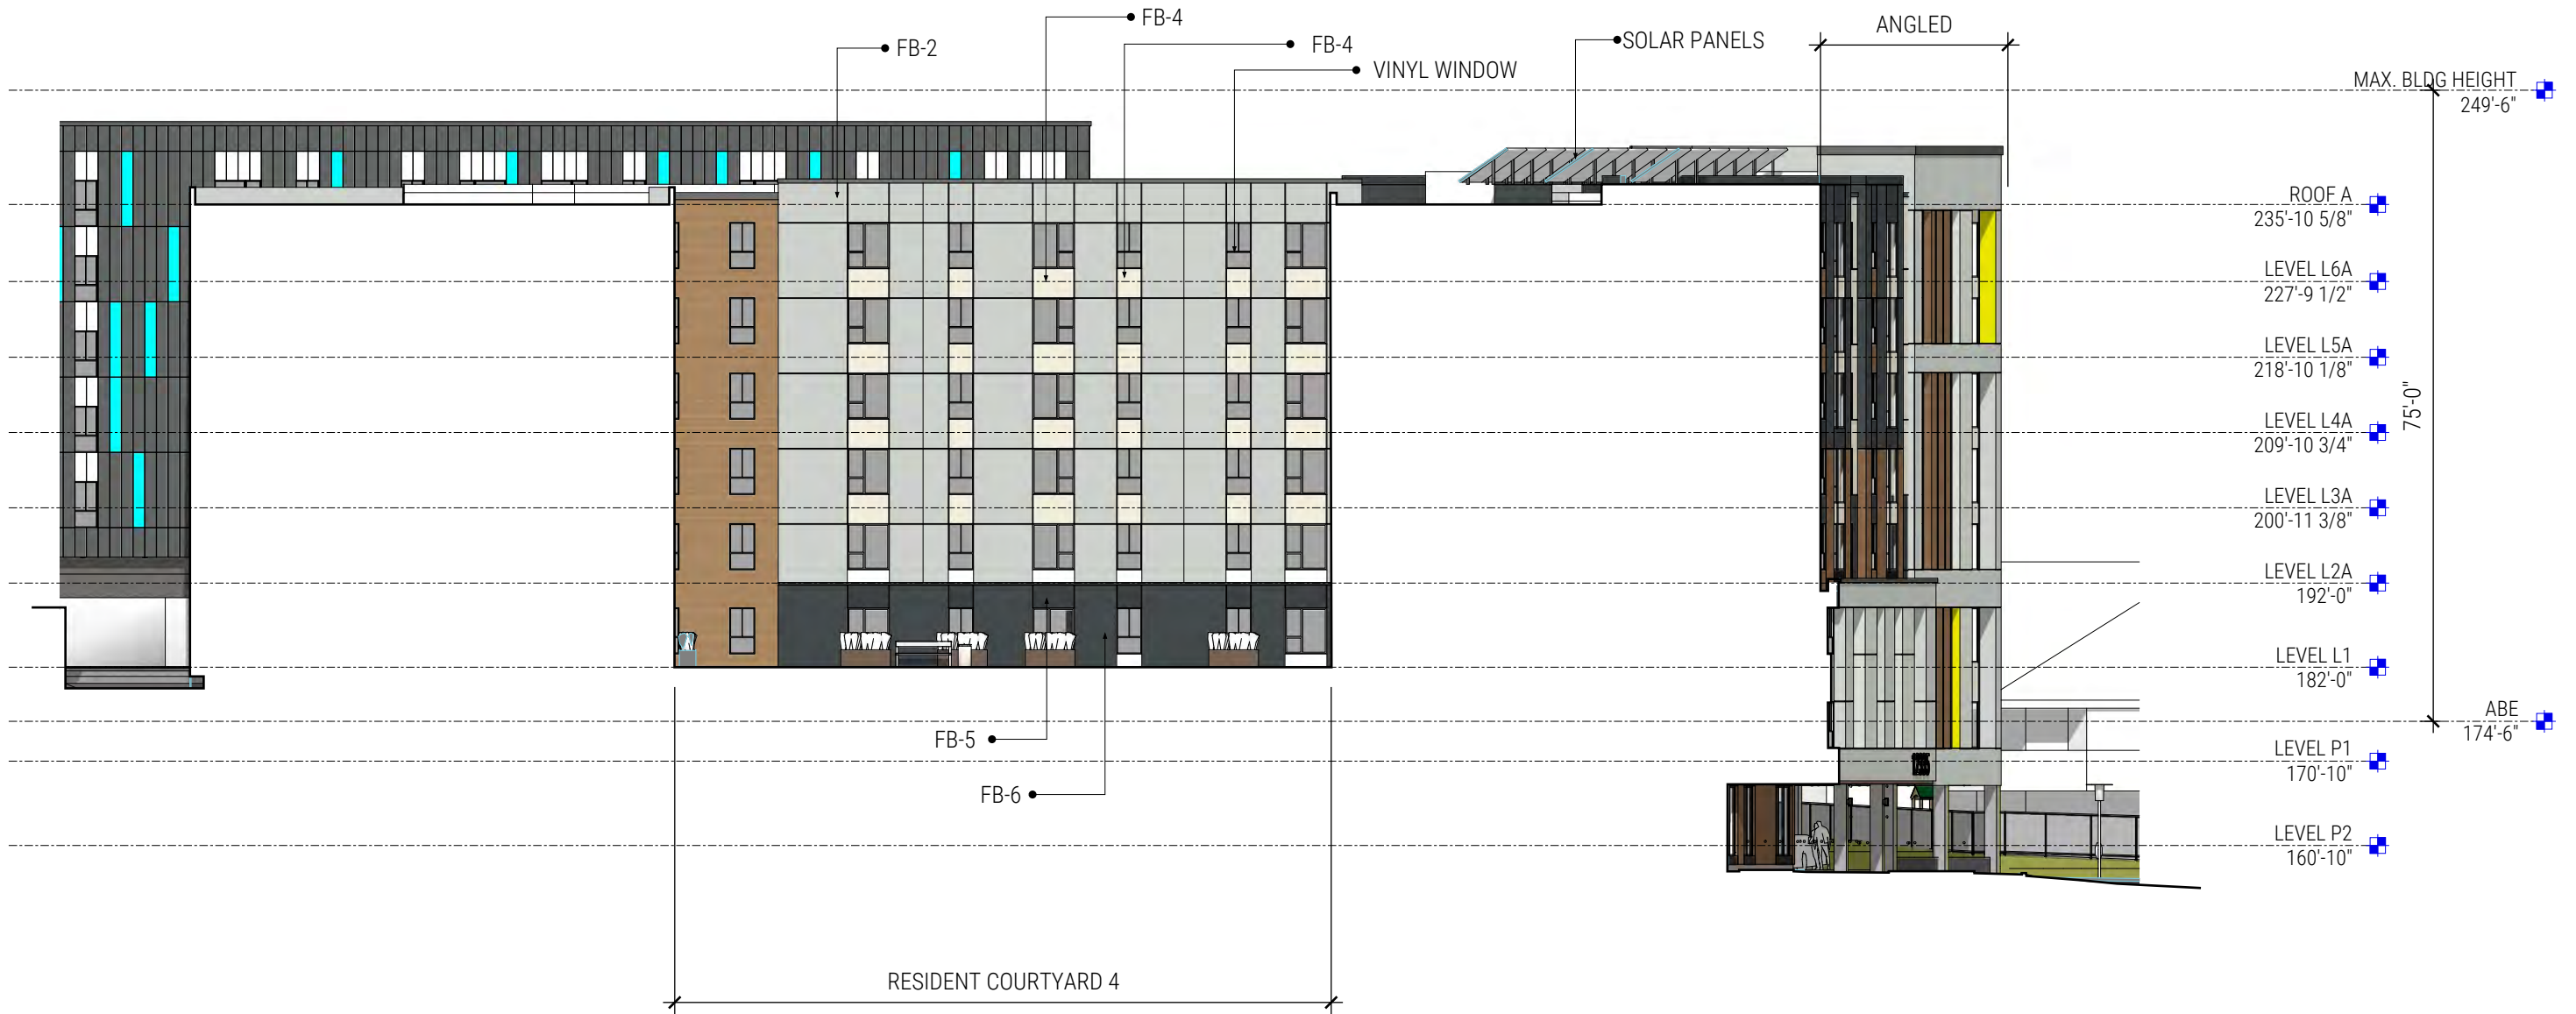 FB-4
FB-2
FB-4
SOLAR PANELS
ANGLED
VINYL WINDOW
MAX. BLDG HEIGHT
249'-6"
ROOF A
235'-10 5/8"
LEVEL L6A
227'-9 1/2"
LEVEL L5A
218'-10 1/8"
75'-0"
LEVEL L4A
209'-10 3/4"
LEVEL L3A
200'-11 3/8"
LEVEL L2A
192'-0"
LEVEL L1
182'-0"
ABE
174'-6"
FB-5
LEVEL P1
170'-10"
FB-6
LEVEL P2
160'-10"
RESIDENT COURTYARD 4